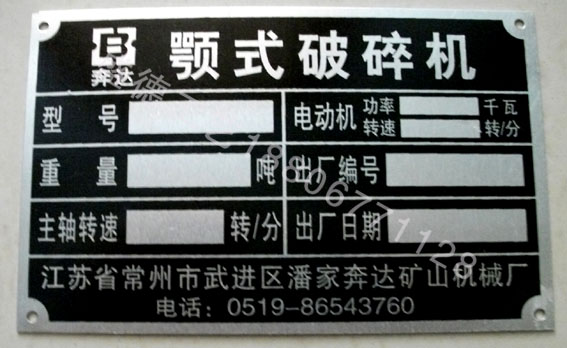 奔达
颚式破碎机
型号
电动机 功率 千瓦
转速 转/分
重量 吨
出厂编号
主轴转速 转/分
出厂日期
江苏省常州市武进区潘家奔达矿山机械厂
电话：0519-86543760
18806771128